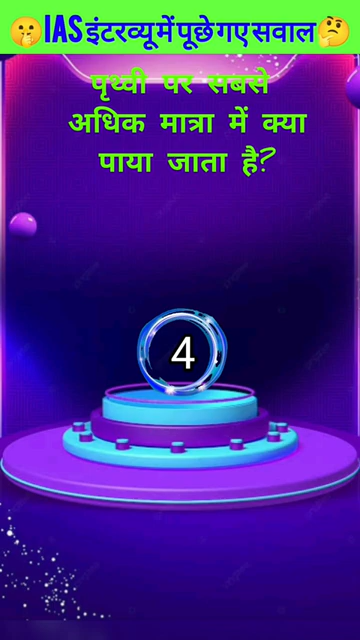 🤫IAS इंटरव्यू में पूछे गए सवाल🤔
पृथ्वी पर सबसे
अधिक मात्रा में क्या
पाया जाता है?
4